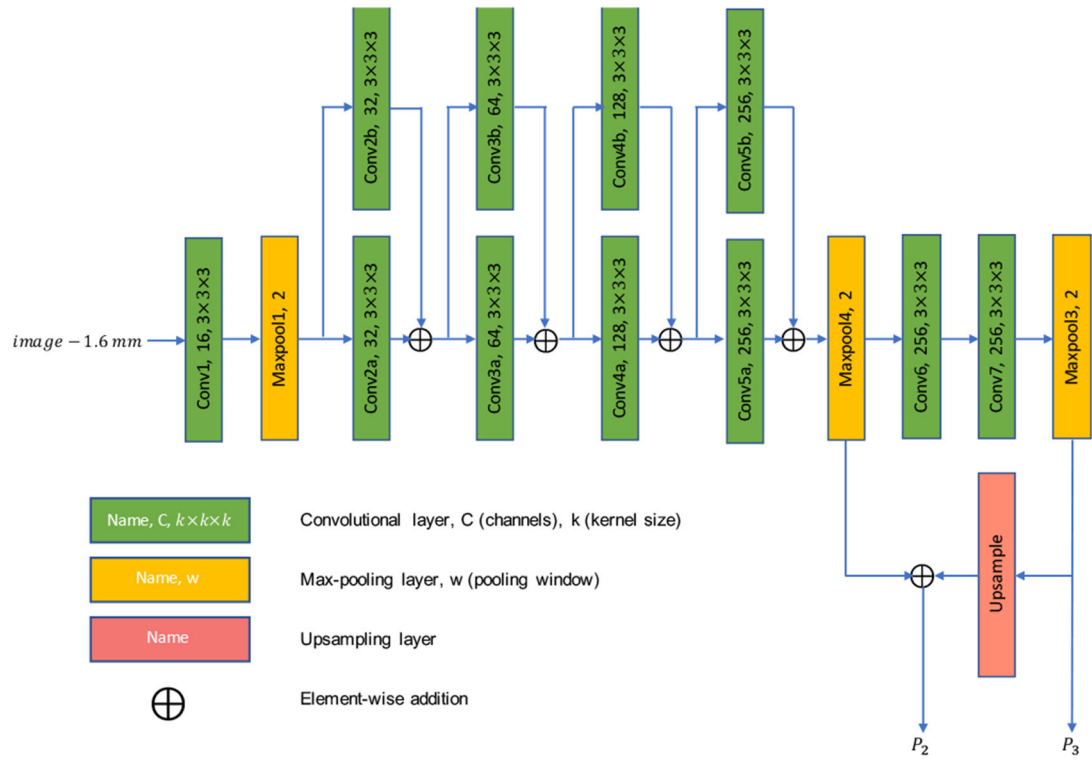 Conv2b, 32, 3×3×3
Conv3b, 64, 3×3×3
Conv4b, 128, 3×3×3
Conv5b, 256, 3×3×3
image − 1.6 mm
Conv1, 16, 3×3×3
Maxpool1, 2
Conv2a, 32, 3×3×3
Conv3a, 64, 3×3×3
Conv4a, 128, 3×3×3
Conv5a, 256, 3×3×3
Maxpool4, 2
Conv6, 256, 3×3×3
Conv7, 256, 3×3×3
Maxpool3, 2
Name, C, k×k×k
Convolutional layer, C (channels), k (kernel size)
Name, w
Max-pooling layer, w (pooling window)
Name
Upsampling layer
⊕
Element-wise addition
Upsample
P₂
P₃